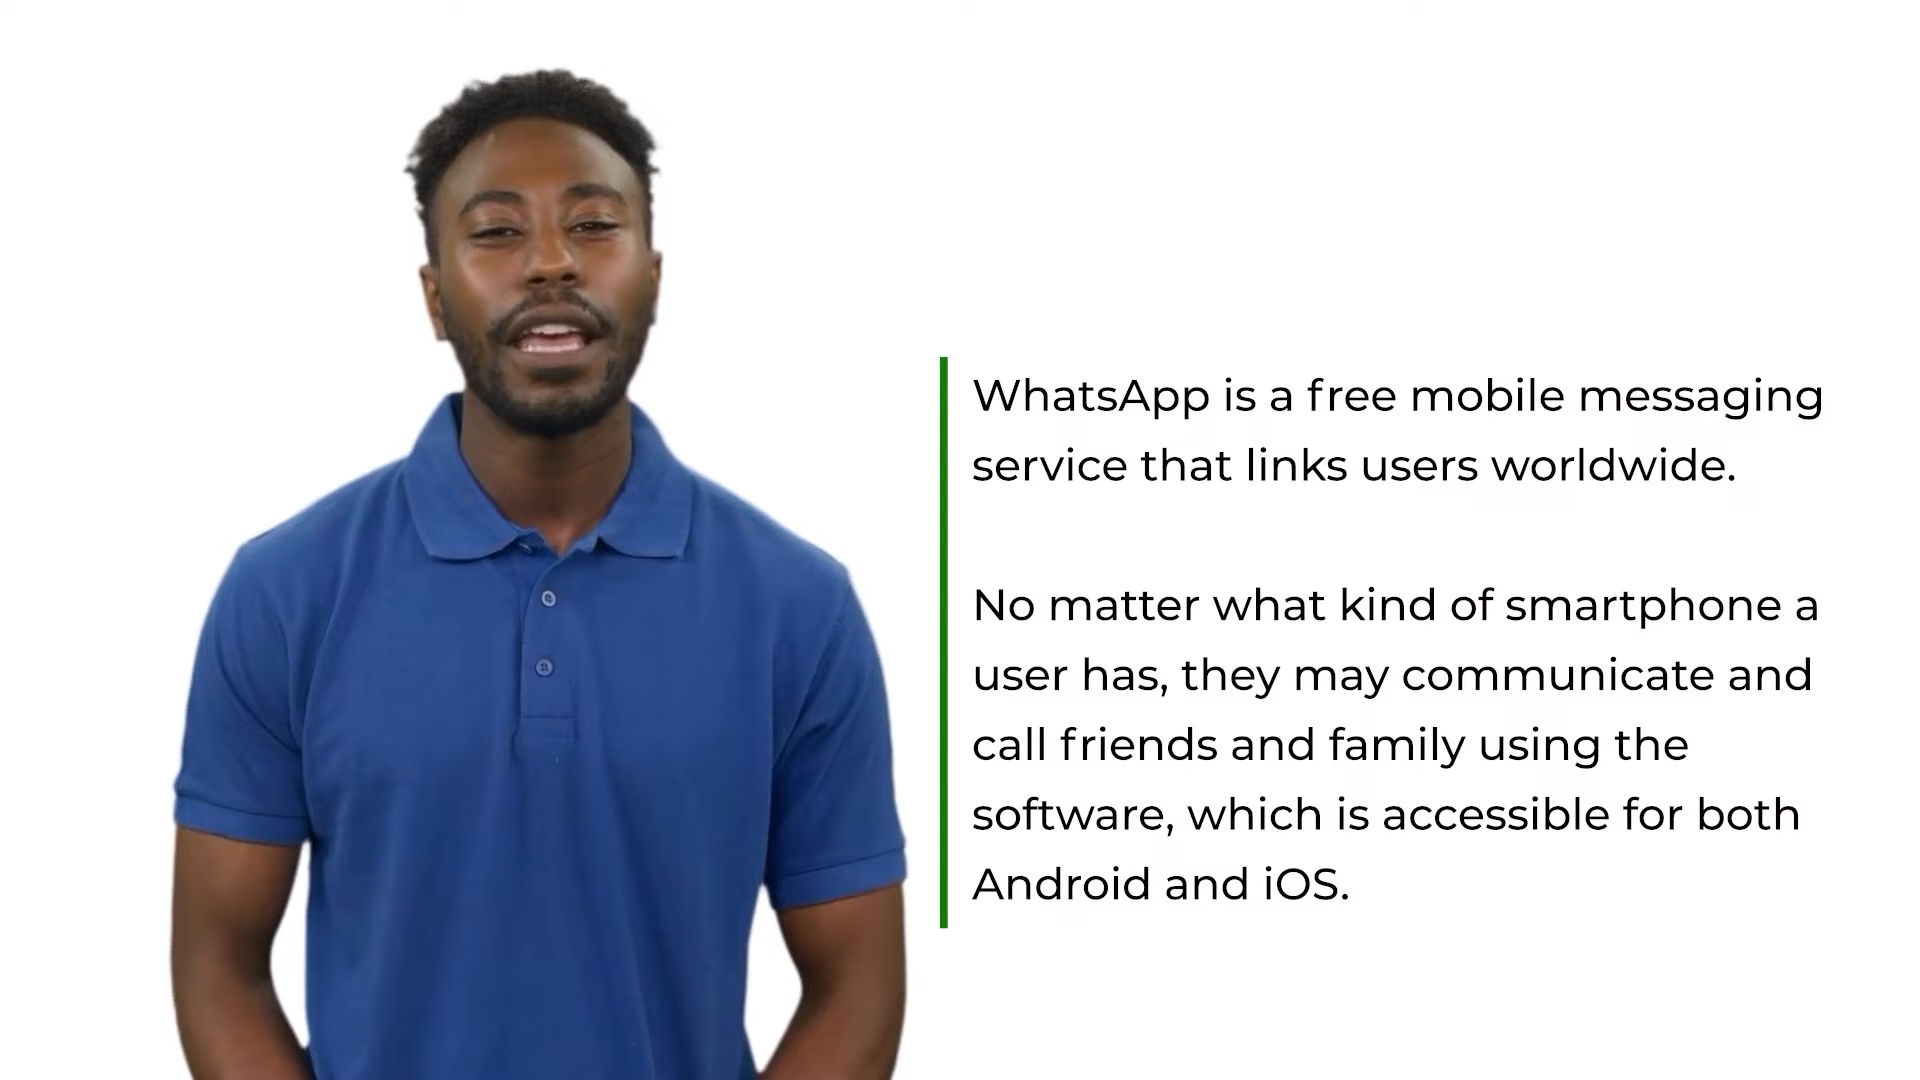 WhatsApp is a free mobile messaging
service that links users worldwide.
No matter what kind of smartphone a
user has, they may communicate and
call friends and family using the
software, which is accessible for both
Android and iOS.